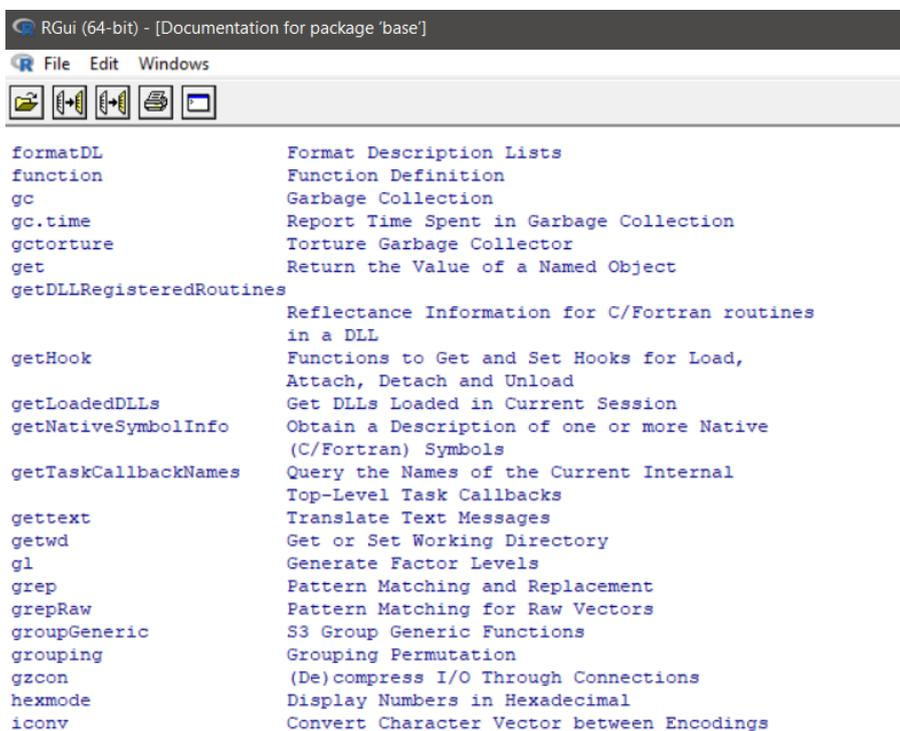 RGui (64-bit) - [Documentation for package ‘base’]
File Edit Windows
formatDL Format Description Lists
function Function Definition
gc Garbage Collection
gc.time Report Time Spent in Garbage Collection
gctorture Torture Garbage Collector
get Return the Value of a Named Object
getDLLRegisteredRoutines
Reflectance Information for C/Fortran routines
in a DLL
getHook Functions to Get and Set Hooks for Load,
Attach, Detach and Unload
getLoadedDLLs Get DLLs Loaded in Current Session
getNativeSymbolInfo Obtain a Description of one or more Native
(C/Fortran) Symbols
getTaskCallbackNames Query the Names of the Current Internal
Top-Level Task Callbacks
gettext Translate Text Messages
getwd Get or Set Working Directory
gl Generate Factor Levels
grep Pattern Matching and Replacement
grepRaw Pattern Matching for Raw Vectors
groupGeneric S3 Group Generic Functions
grouping Grouping Permutation
gzcon (De)compress I/O Through Connections
hexmode Display Numbers in Hexadecimal
iconv Convert Character Vector between Encodings